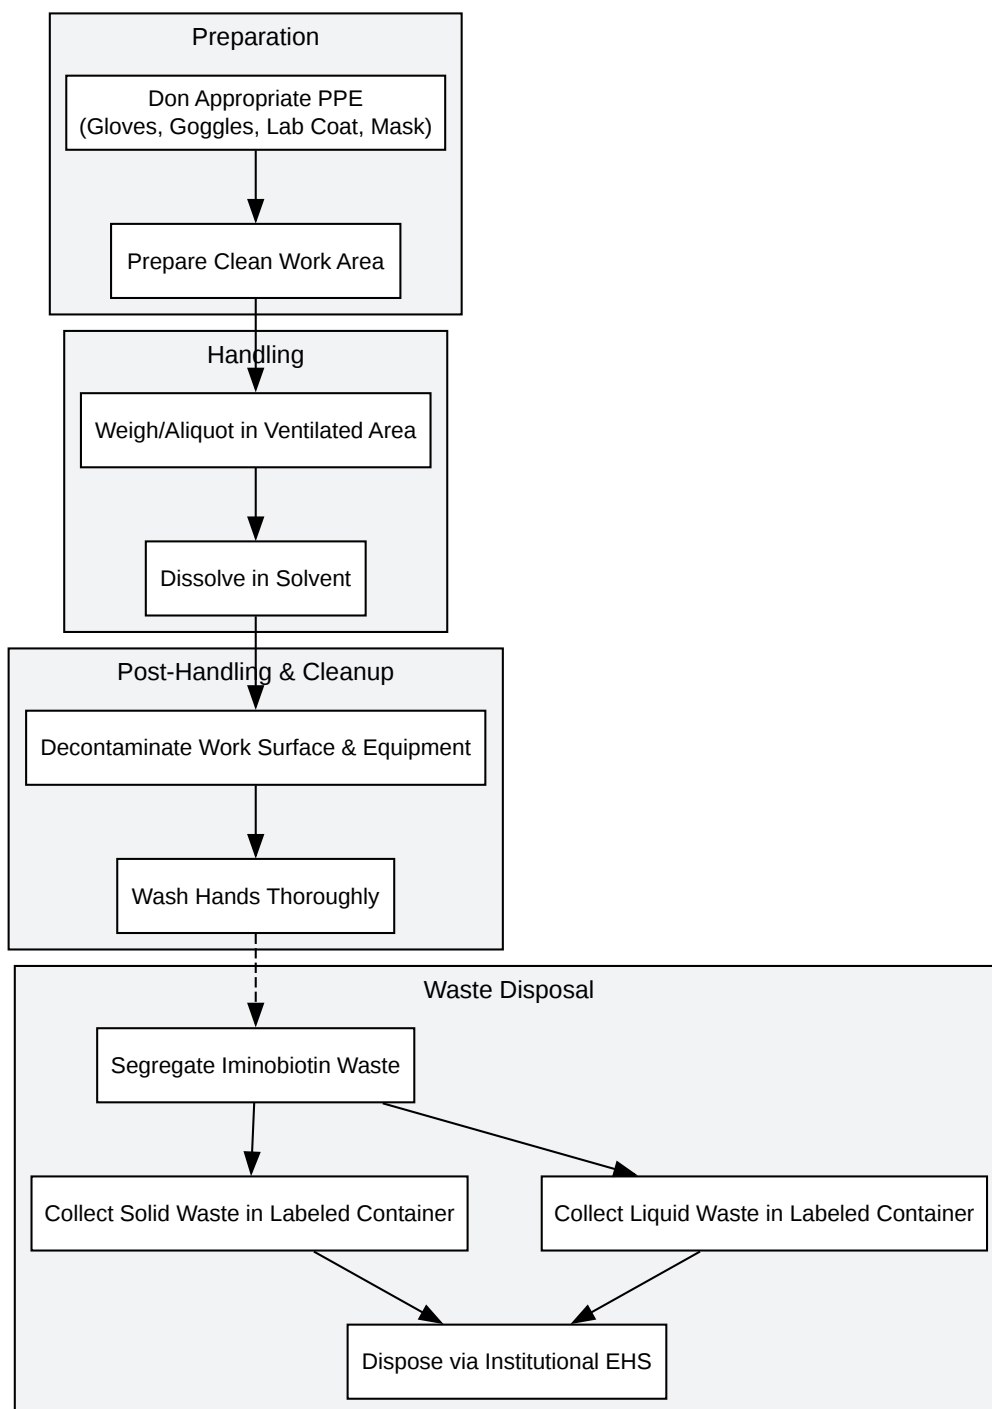 Preparation
Don Appropriate PPE
(Gloves, Goggles, Lab Coat, Mask)
Prepare Clean Work Area
Handling
Weigh/Aliquot in Ventilated Area
Dissolve in Solvent
Post-Handling & Cleanup
Decontaminate Work Surface & Equipment
Wash Hands Thoroughly
Waste Disposal
Segregate Iminobiotin Waste
Collect Solid Waste in Labeled Container
Collect Liquid Waste in Labeled Container
Dispose via Institutional EHS